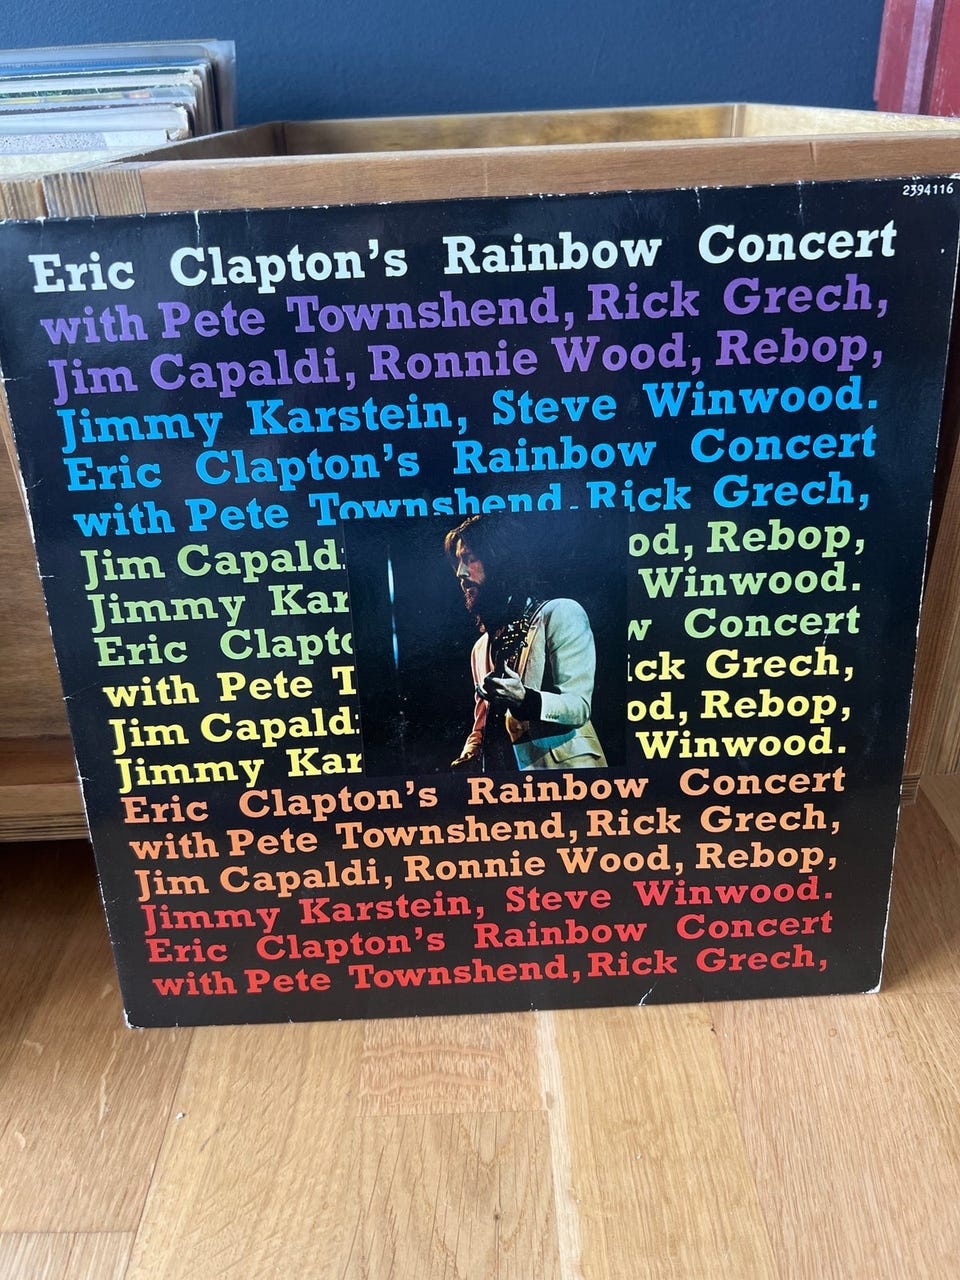 2394116
Eric Clapton's Rainbow Concert
with Pete Townshend, Rick Grech,
Jim Capaldi, Ronnie Wood, Rebop,
Jimmy Karstein, Steve Winwood.
Eric Clapton's Rainbow Concert
with Pete Townshend, Rick Grech,
Jim Capald od, Rebop,
Jimmy Kar Winwood.
Eric Clapto w Concert
with Pete T ick Grech,
Jim Capald od, Rebop,
Jimmy Kar Winwood.
Eric Clapton's Rainbow Concert
with Pete Townshend, Rick Grech,
Jim Capaldi, Ronnie Wood, Rebop,
Jimmy Karstein, Steve Winwood.
Eric Clapton's Rainbow Concert
with Pete Townshend, Rick Grech,